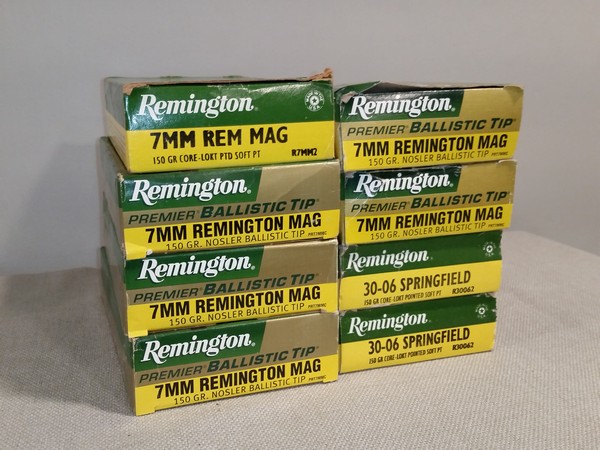 Remington®
7MM REM MAG
150 GR CORE-LOKT PTD SOFT PT R7MM2
Remington®
PREMIER® BALLISTIC TIP®
7MM REMINGTON MAG
150 GR. NOSLER BALLISTIC TIP
Remington®
PREMIER® BALLISTIC TIP®
7MM REMINGTON MAG
150 GR. NOSLER BALLISTIC TIP
Remington®
PREMIER® BALLISTIC TIP®
7MM REMINGTON MAG
150 GR. NOSLER BALLISTIC TIP
Remington®
PREMIER® BALLISTIC TIP®
7MM REMINGTON MAG
150 GR. NOSLER BALLISTIC TIP
Remington®
PREMIER® BALLISTIC TIP®
7MM REMINGTON MAG
150 GR. NOSLER BALLISTIC TIP
Remington®
30-06 SPRINGFIELD
150 GR CORE-LOKT POINTED SOFT PT R30062
Remington®
30-06 SPRINGFIELD
150 GR CORE-LOKT POINTED SOFT PT R30062